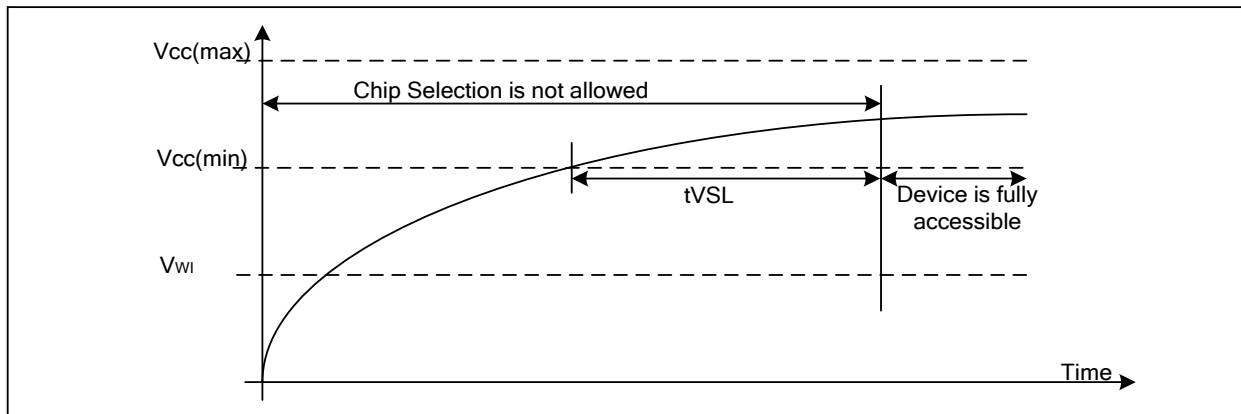 Vcc(max)
Chip Selection is not allowed
Vcc(min)
tVSL
Device is fully
accessible
VWI
Time